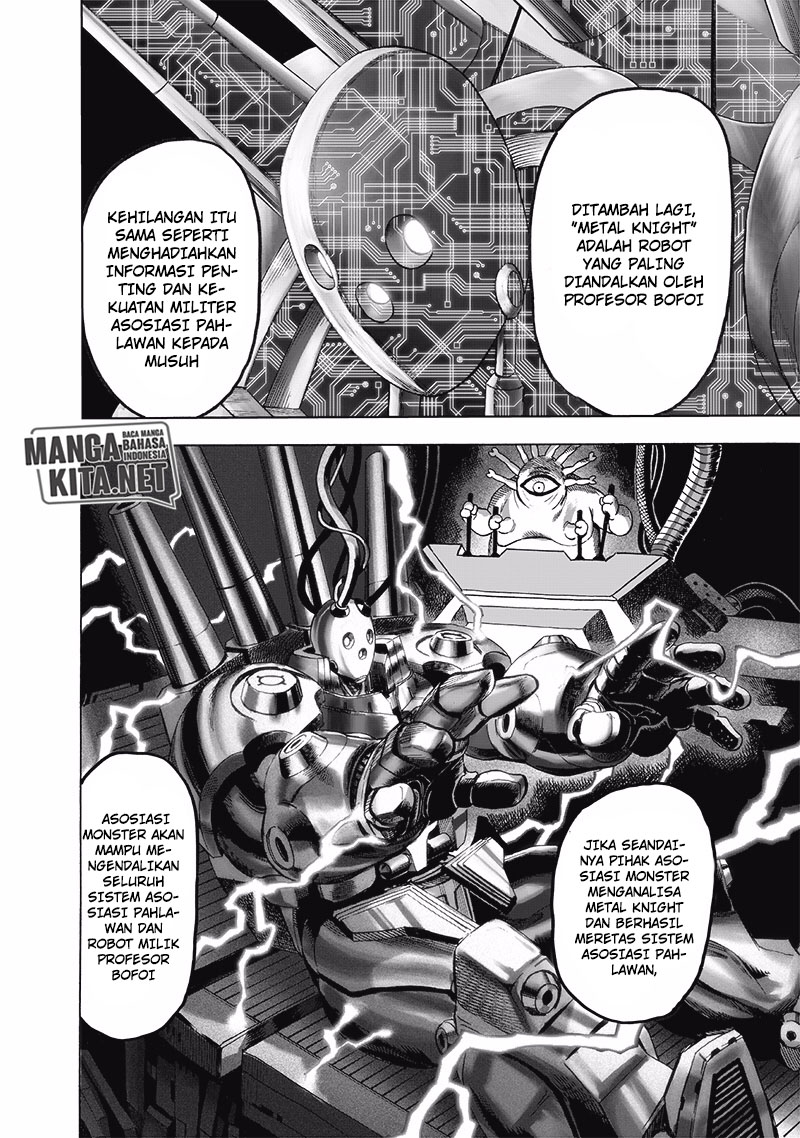 DITAMBAH LAGI,
"METAL KNIGHT"
ADALAH ROBOT
YANG PALING
DIANDALKAN OLEH
PROFESOR BOFOI
KEHILANGAN ITU
SAMA SEPERTI
MENGHADIAHKAN
INFORMASI PEN-
TING DAN KE-
KUATAN MILITER
ASOSIASI PAH-
LAWAN KEPADA
MUSUH
MANGA
KITA.NET
BACA MANGA
BAHASA
INDONESIA
JIKA SEANDAI-
NYA PIHAK ASO-
SIASI MONSTER
MENGANALISA
METAL KNIGHT
DAN BERHASIL
MERETAS SISTEM
ASOSIASI PAH-
LAWAN,
ASOSIASI
MONSTER AKAN
MAMPU ME-
NGENDALIKAN
SELURUH
SISTEM ASO-
SIASI PAHLA-
WAN DAN
ROBOT MILIK
PROFESOR
BOFOI